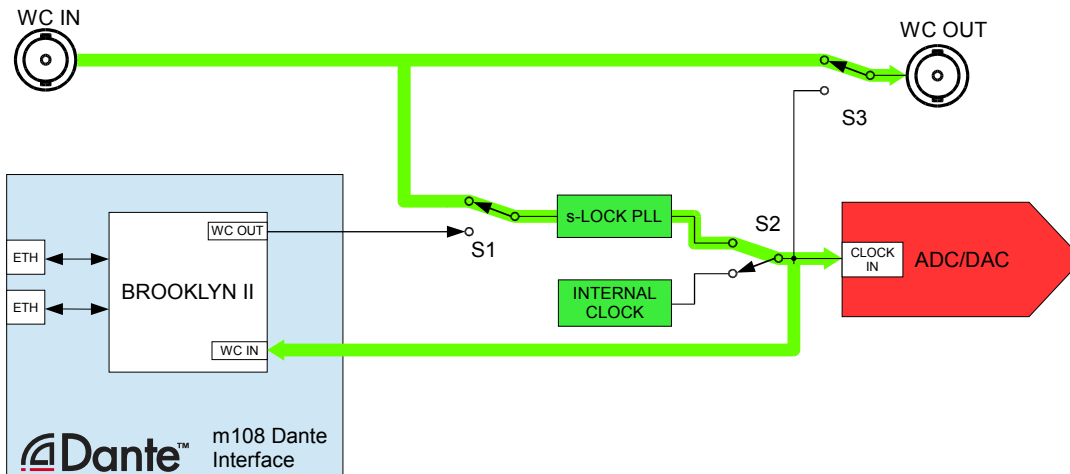 WC IN
WC OUT
S3
WC OUT
S1
s-LOCK PLL
S2
ETH
ETH
BROOKLYN II
CLOCK
IN
ADC/DAC
INTERNAL
CLOCK
WC IN
Dante™
m108 Dante
Interface